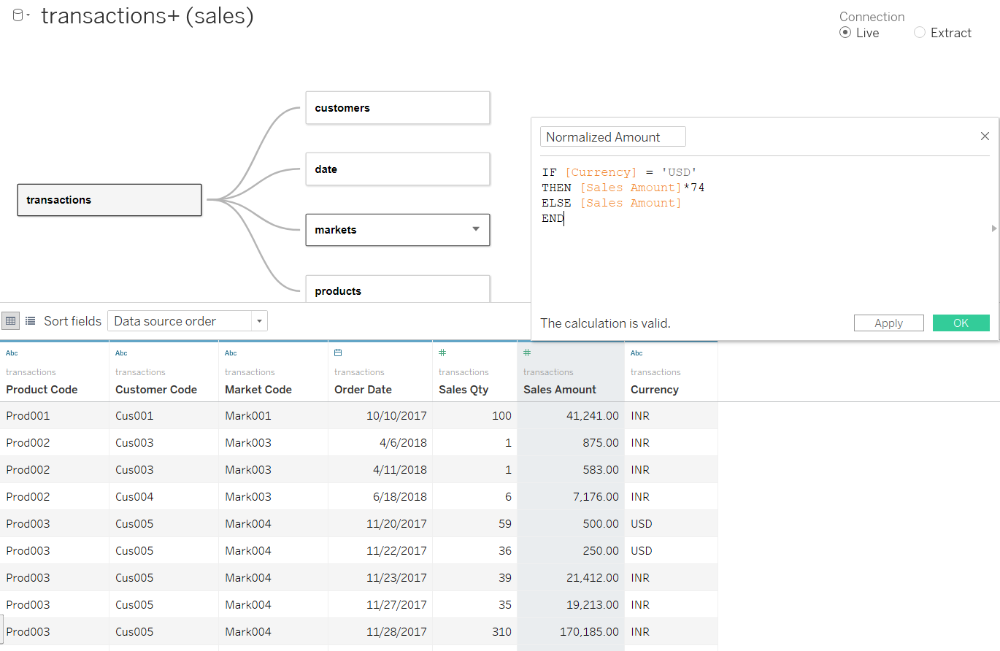 transactions+ (sales)
Connection
Live Extract
customers
date
transactions
markets
products
Normalized Amount
IF [Currency] = 'USD'
THEN [Sales Amount]*74
ELSE [Sales Amount]
END
The calculation is valid.
Apply OK
Sort fields Data source order
Abc Abc Abc # # Abc
transactions transactions transactions transactions transactions transactions transactions
Product Code Customer Code Market Code Order Date Sales Qty Sales Amount Currency
Prod001 Cus001 Mark001 10/10/2017 100 41,241.00 INR
Prod002 Cus003 Mark003 4/6/2018 1 875.00 INR
Prod002 Cus003 Mark003 4/11/2018 1 583.00 INR
Prod002 Cus004 Mark003 6/18/2018 6 7,176.00 INR
Prod003 Cus005 Mark004 11/20/2017 59 500.00 USD
Prod003 Cus005 Mark004 11/22/2017 36 250.00 USD
Prod003 Cus005 Mark004 11/23/2017 39 21,412.00 INR
Prod003 Cus005 Mark004 11/27/2017 35 19,213.00 INR
Prod003 Cus005 Mark004 11/28/2017 310 170,185.00 INR